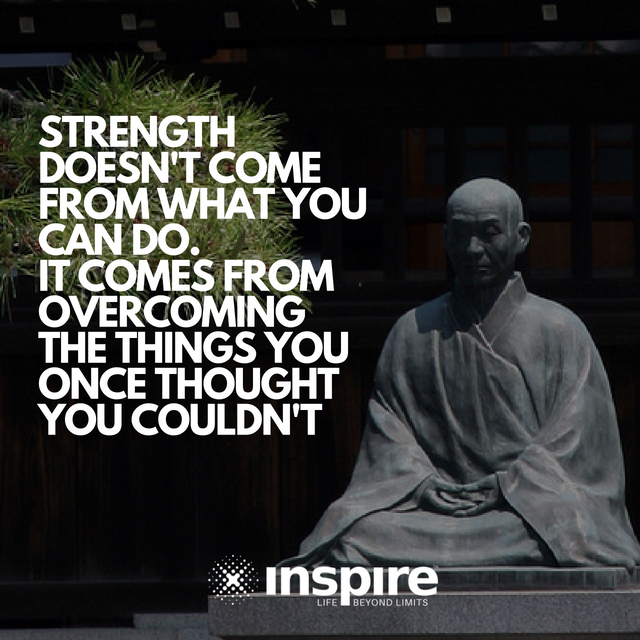 STRENGTH
DOESN'T COME
FROM WHAT YOU
CAN DO.
IT COMES FROM
OVERCOMING
THE THINGS YOU
ONCE THOUGHT
YOU COULDN'T
inspire
LIFE BEYOND LIMITS